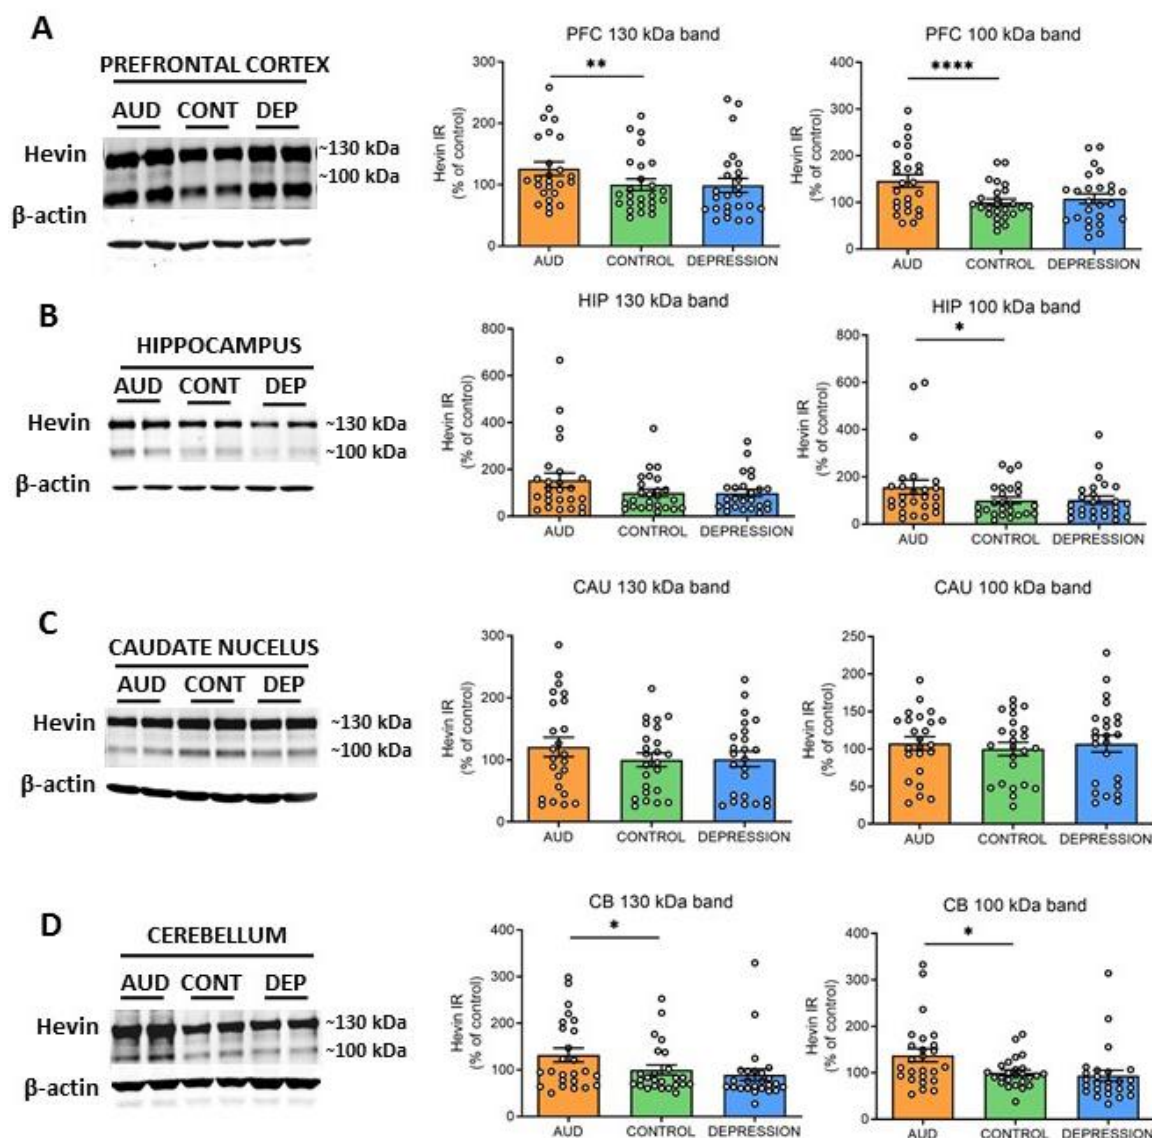 A
PREFRONTAL CORTEX
AUD CONT DEP
Hevin
~130 kDa
~100 kDa
β-actin
PFC 130 kDa band
**
Hevin IR
(% of control)
300
200
100
0
AUD CONTROL DEPRESSION
PFC 100 kDa band
****
Hevin IR
(% of control)
400
300
200
100
0
AUD CONTROL DEPRESSION
B
HIPPOCAMPUS
AUD CONT DEP
Hevin
~130 kDa
~100 kDa
β-actin
HIP 130 kDa band
Hevin IR
(% of control)
800
600
400
200
0
AUD CONTROL DEPRESSION
HIP 100 kDa band
*
Hevin IR
(% of control)
800
600
400
200
0
AUD CONTROL DEPRESSION
C
CAUDATE NUCELUS
AUD CONT DEP
Hevin
~130 kDa
~100 kDa
β-actin
CAU 130 kDa band
Hevin IR
(% of control)
300
200
100
0
AUD CONTROL DEPRESSION
CAU 100 kDa band
Hevin IR
(% of control)
250
200
150
100
50
0
AUD CONTROL DEPRESSION
D
CEREBELLUM
AUD CONT DEP
Hevin
~130 kDa
~100 kDa
β-actin
CB 130 kDa band
*
Hevin IR
(% of control)
400
300
200
100
0
AUD CONTROL DEPRESSION
CB 100 kDa band
*
Hevin IR
(% of control)
400
300
200
100
0
AUD CONTROL DEPRESSION